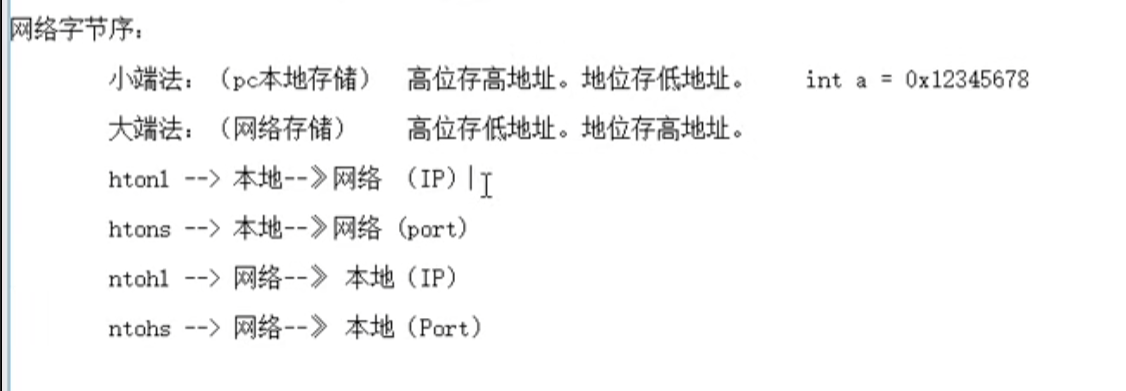 网络字节序：
小端法：（pc本地存储） 高位存高地址。地位存低地址。 int a = 0x12345678
大端法：（网络存储） 高位存低地址。地位存高地址。
htonl --> 本地--》网络 （IP）
htons --> 本地--》网络 (port)
ntohl --> 网络--》 本地（IP）
ntohs --> 网络--》 本地（Port）